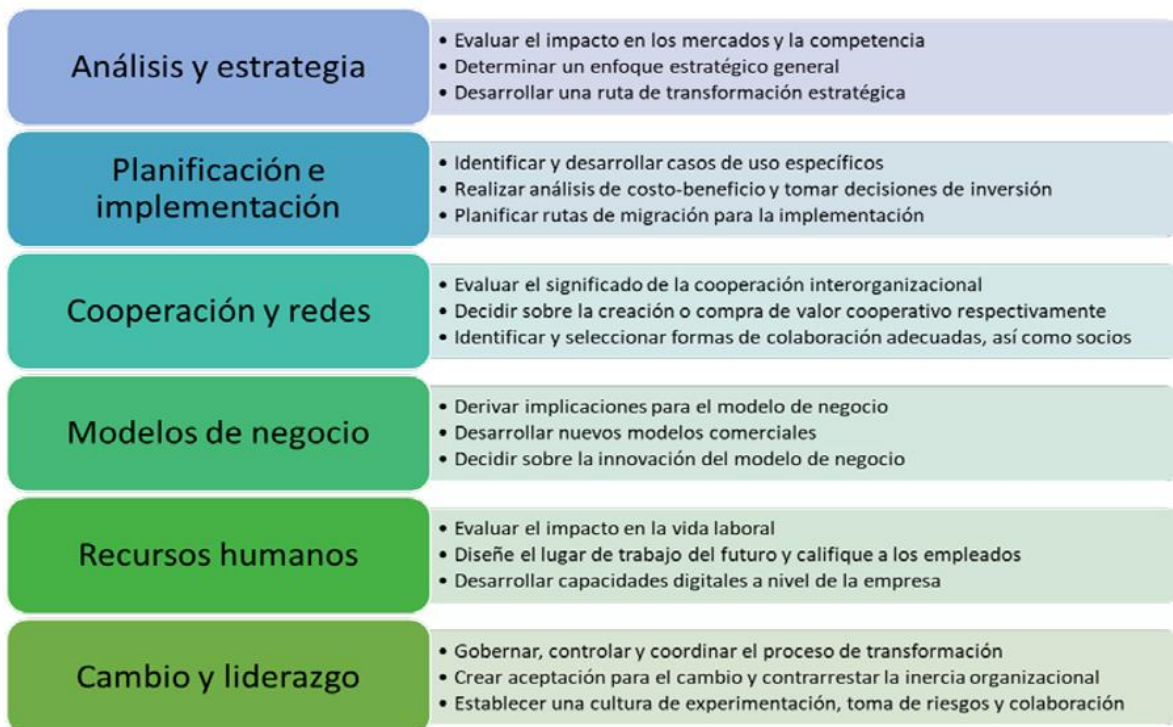 Análisis y estrategia
• Evaluar el impacto en los mercados y la competencia
• Determinar un enfoque estratégico general
• Desarrollar una ruta de transformación estratégica
Planificación e
implementación
• Identificar y desarrollar casos de uso específicos
• Realizar análisis de costo-beneficio y tomar decisiones de inversión
• Planificar rutas de migración para la implementación
Cooperación y redes
• Evaluar el significado de la cooperación interorganizacional
• Decidir sobre la creación o compra de valor cooperativo respectivamente
• Identificar y seleccionar formas de colaboración adecuadas, así como socios
Modelos de negocio
• Derivar implicaciones para el modelo de negocio
• Desarrollar nuevos modelos comerciales
• Decidir sobre la innovación del modelo de negocio
Recursos humanos
• Evaluar el impacto en la vida laboral
• Diseñe el lugar de trabajo del futuro y califique a los empleados
• Desarrollar capacidades digitales a nivel de la empresa
Cambio y liderazgo
• Gobernar, controlar y coordinar el proceso de transformación
• Crear aceptación para el cambio y contrarrestar la inercia organizacional
• Establecer una cultura de experimentación, toma de riesgos y colaboración